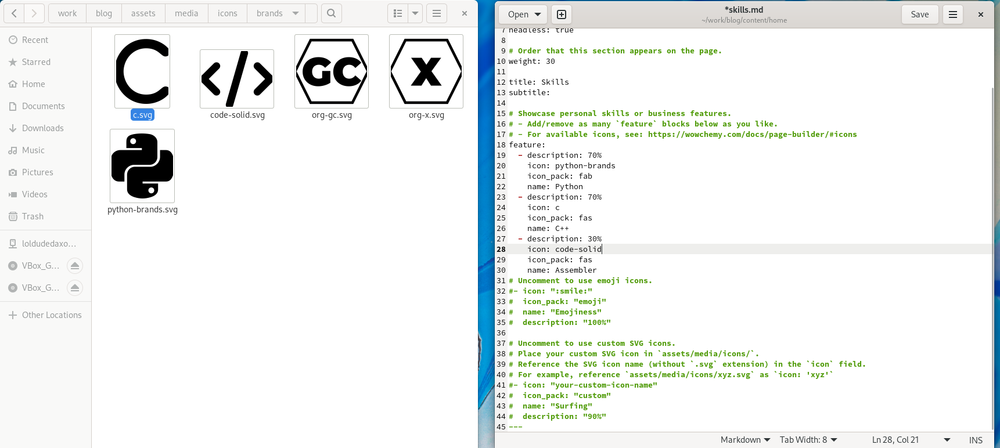 work blog assets media icons brands
Recent
Starred
Home
Documents
Downloads
Music
Pictures
Videos
Trash
loldudedaxo...
VBox_G...
VBox_G...
Other Locations
c.svg
code-solid.svg
GC
org-gc.svg
X
org-x.svg
python-brands.svg
Open
*skills.md
~/work/blog/content/home
Save
7 headless: true
8
9 # Order that this section appears on the page.
10 weight: 30
11
12 title: Skills
13 subtitle:
14
15 # Showcase personal skills or business features.
16 # - Add/remove as many `feature` blocks below as you like.
17 # - For available icons, see: https://wowchemy.com/docs/page-builder/#icons
18 feature:
19   - description: 70%
20     icon: python-brands
21     icon_pack: fab
22     name: Python
23   - description: 70%
24     icon: c
25     icon_pack: fas
26     name: C++
27   - description: 30%
28     icon: code-solid
29     icon_pack: fas
30     name: Assembler
31 # Uncomment to use emoji icons.
32 #- icon: ":smile:"
33 #  icon_pack: "emoji"
34 #  name: "Emojiness"
35 #  description: "100%"
36
37 # Uncomment to use custom SVG icons.
38 # Place your custom SVG icon in `assets/media/icons/`.
39 # Reference the SVG icon name (without `.svg` extension) in the `icon` field.
40 # For example, reference `assets/media/icons/xyz.svg` as `icon: 'xyz'`
41 #- icon: "your-custom-icon-name"
42 #  icon_pack: "custom"
43 #  name: "Surfing"
44 #  description: "90%"
45 ---
Markdown Tab Width: 8 Ln 28, Col 21 INS